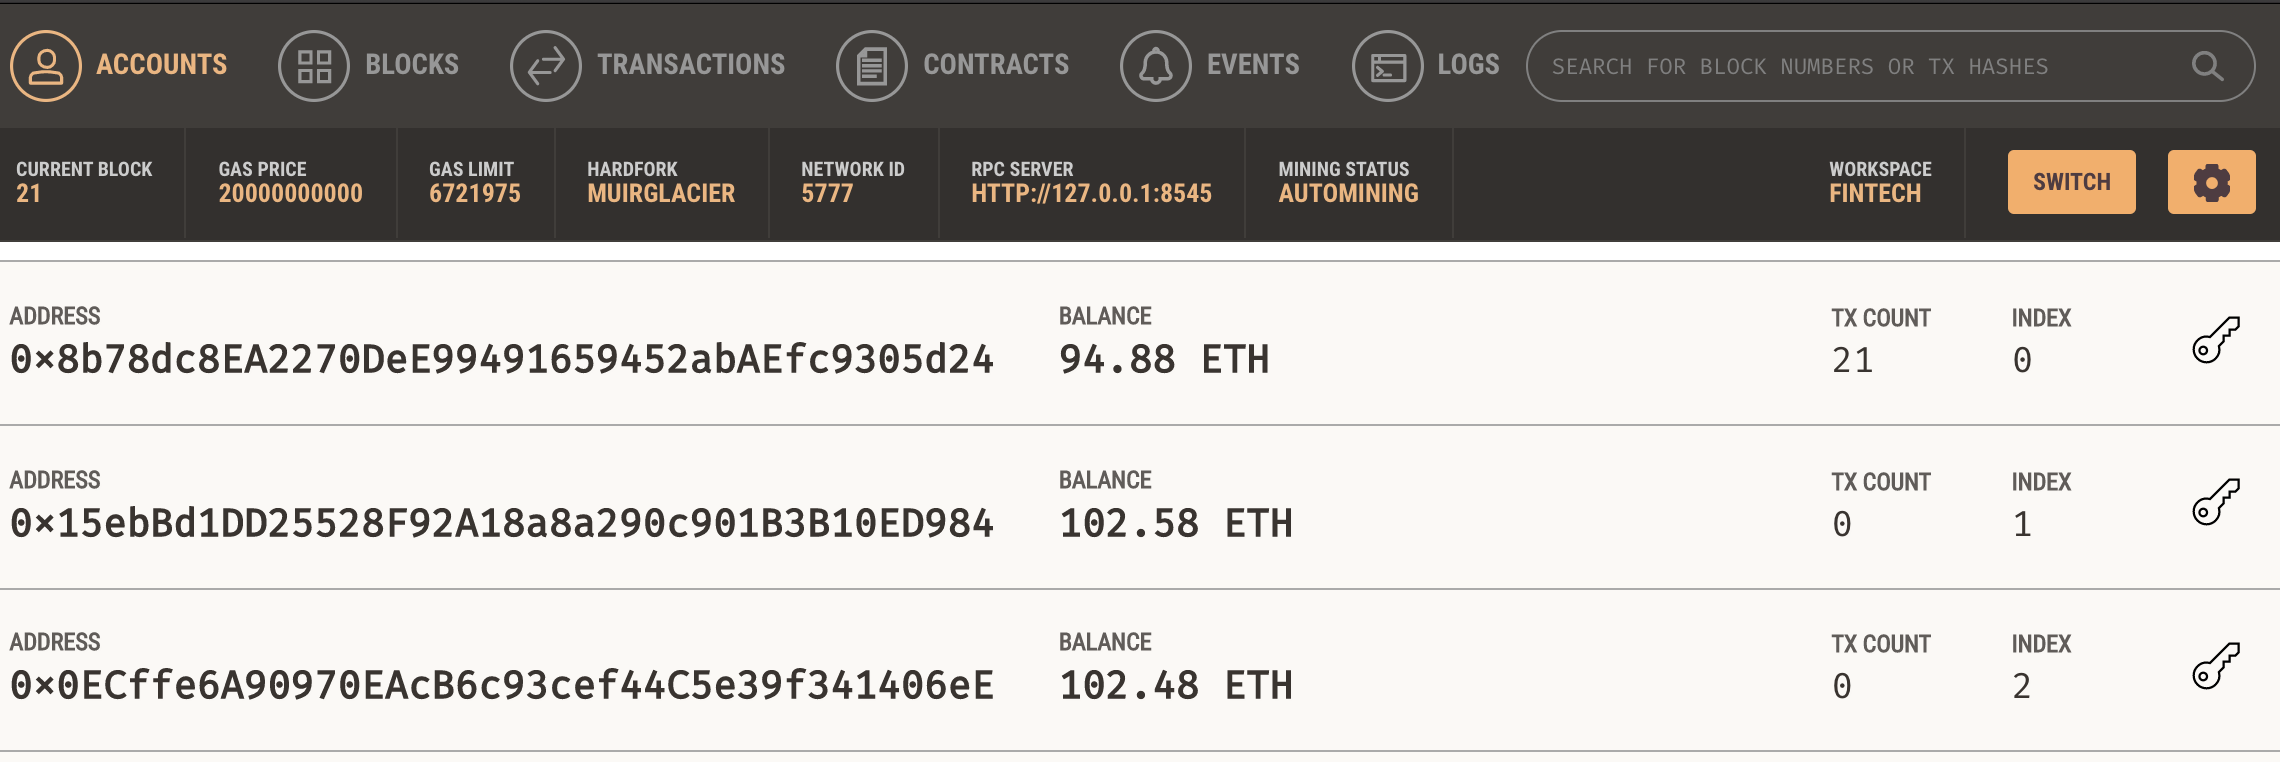 ACCOUNTS BLOCKS TRANSACTIONS CONTRACTS EVENTS LOGS SEARCH FOR BLOCK NUMBERS OR TX HASHES
CURRENT BLOCK GAS PRICE GAS LIMIT HARDFORK NETWORK ID RPC SERVER MINING STATUS WORKSPACE
21 20000000000 6721975 MUIRGLACIER 5777 HTTP://127.0.0.1:8545 AUTOMINING FINTECH SWITCH
ADDRESS BALANCE TX COUNT INDEX
0×8b78dc8EA2270DeE99491659452abAEfc9305d24 94.88 ETH 21 0
ADDRESS BALANCE TX COUNT INDEX
0×15ebBd1DD25528F92A18a8a290c901B3B10ED984 102.58 ETH 0 1
ADDRESS BALANCE TX COUNT INDEX
0×0ECffe6A90970EAcB6c93cef44C5e39f341406eE 102.48 ETH 0 2